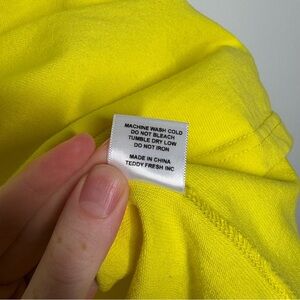 MACHINE WASH COLD
DO NOT BLEACH
TUMBLE DRY LOW
DO NOT IRON
MADE IN CHINA
TEDDY FRESH INC